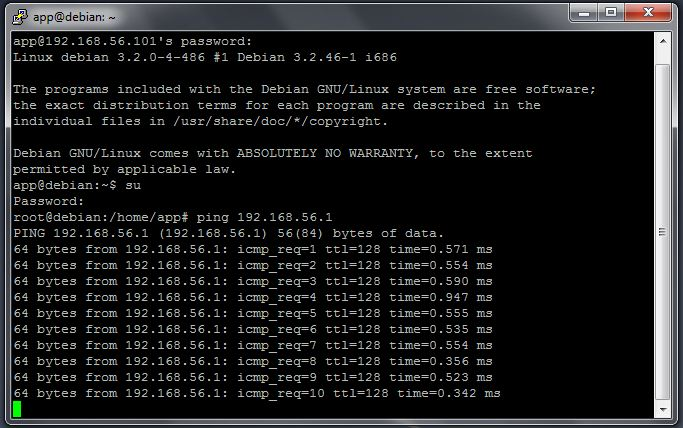 app@debian: ~
app@192.168.56.101's password:
Linux debian 3.2.0-4-486 #1 Debian 3.2.46-1 i686
The programs included with the Debian GNU/Linux system are free software;
the exact distribution terms for each program are described in the
individual files in /usr/share/doc/*/copyright.
Debian GNU/Linux comes with ABSOLUTELY NO WARRANTY, to the extent
permitted by applicable law.
app@debian:~$ su
Password:
root@debian:/home/app# ping 192.168.56.1
PING 192.168.56.1 (192.168.56.1) 56(84) bytes of data.
64 bytes from 192.168.56.1: icmp_req=1 ttl=128 time=0.571 ms
64 bytes from 192.168.56.1: icmp_req=2 ttl=128 time=0.554 ms
64 bytes from 192.168.56.1: icmp_req=3 ttl=128 time=0.590 ms
64 bytes from 192.168.56.1: icmp_req=4 ttl=128 time=0.947 ms
64 bytes from 192.168.56.1: icmp_req=5 ttl=128 time=0.555 ms
64 bytes from 192.168.56.1: icmp_req=6 ttl=128 time=0.535 ms
64 bytes from 192.168.56.1: icmp_req=7 ttl=128 time=0.554 ms
64 bytes from 192.168.56.1: icmp_req=8 ttl=128 time=0.356 ms
64 bytes from 192.168.56.1: icmp_req=9 ttl=128 time=0.523 ms
64 bytes from 192.168.56.1: icmp_req=10 ttl=128 time=0.342 ms